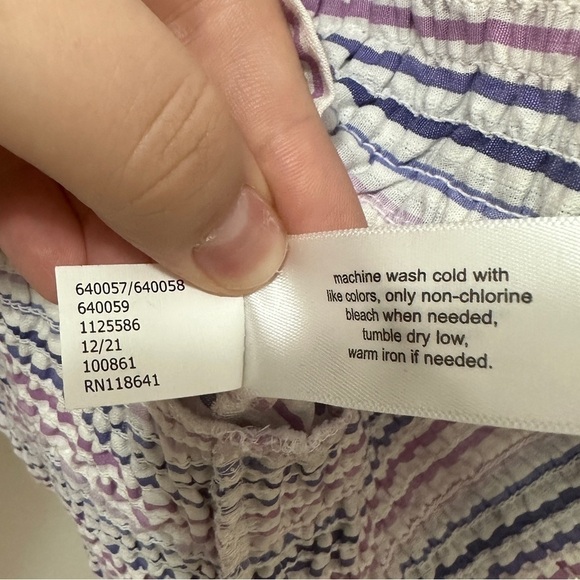 640057/640058
640059
1125586
12/21
100861
RN118641
machine wash cold with
like colors, only non-chlorine
bleach when needed,
tumble dry low,
warm iron if needed.